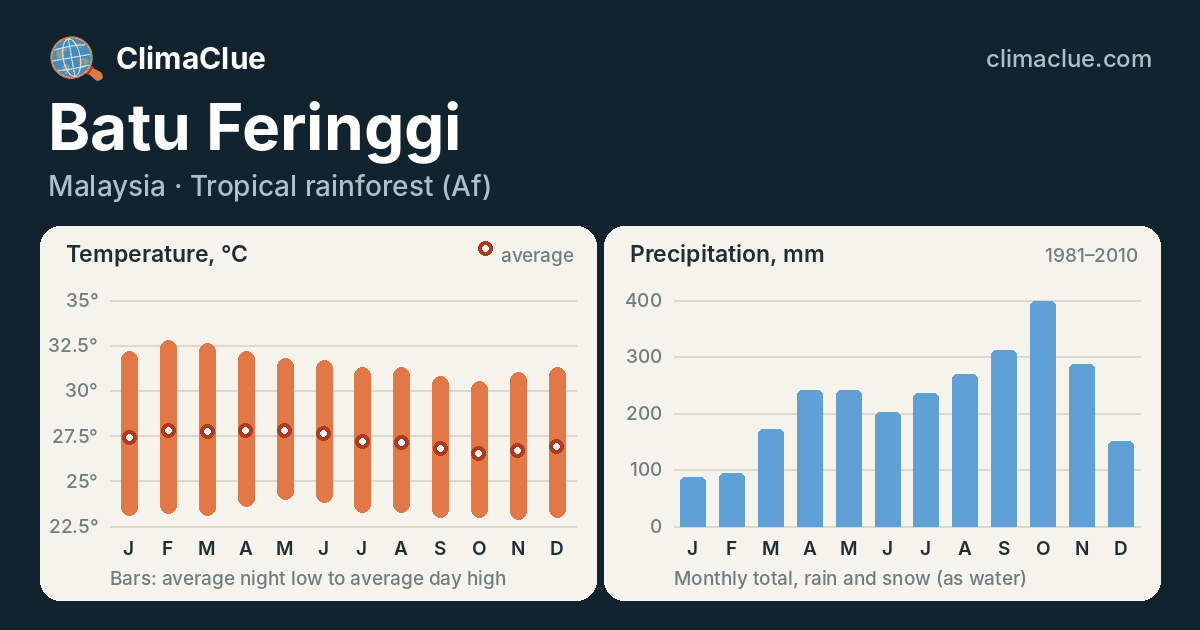 ClimaClue
climaclue.com
Batu Feringgi
Malaysia · Tropical rainforest (Af)
Temperature, °C
average
35°
32.5°
30°
27.5°
25°
22.5°
J F M A M J J A S O N D
Bars: average night low to average day high
Precipitation, mm
1981–2010
400
300
200
100
0
J F M A M J J A S O N D
Monthly total, rain and snow (as water)